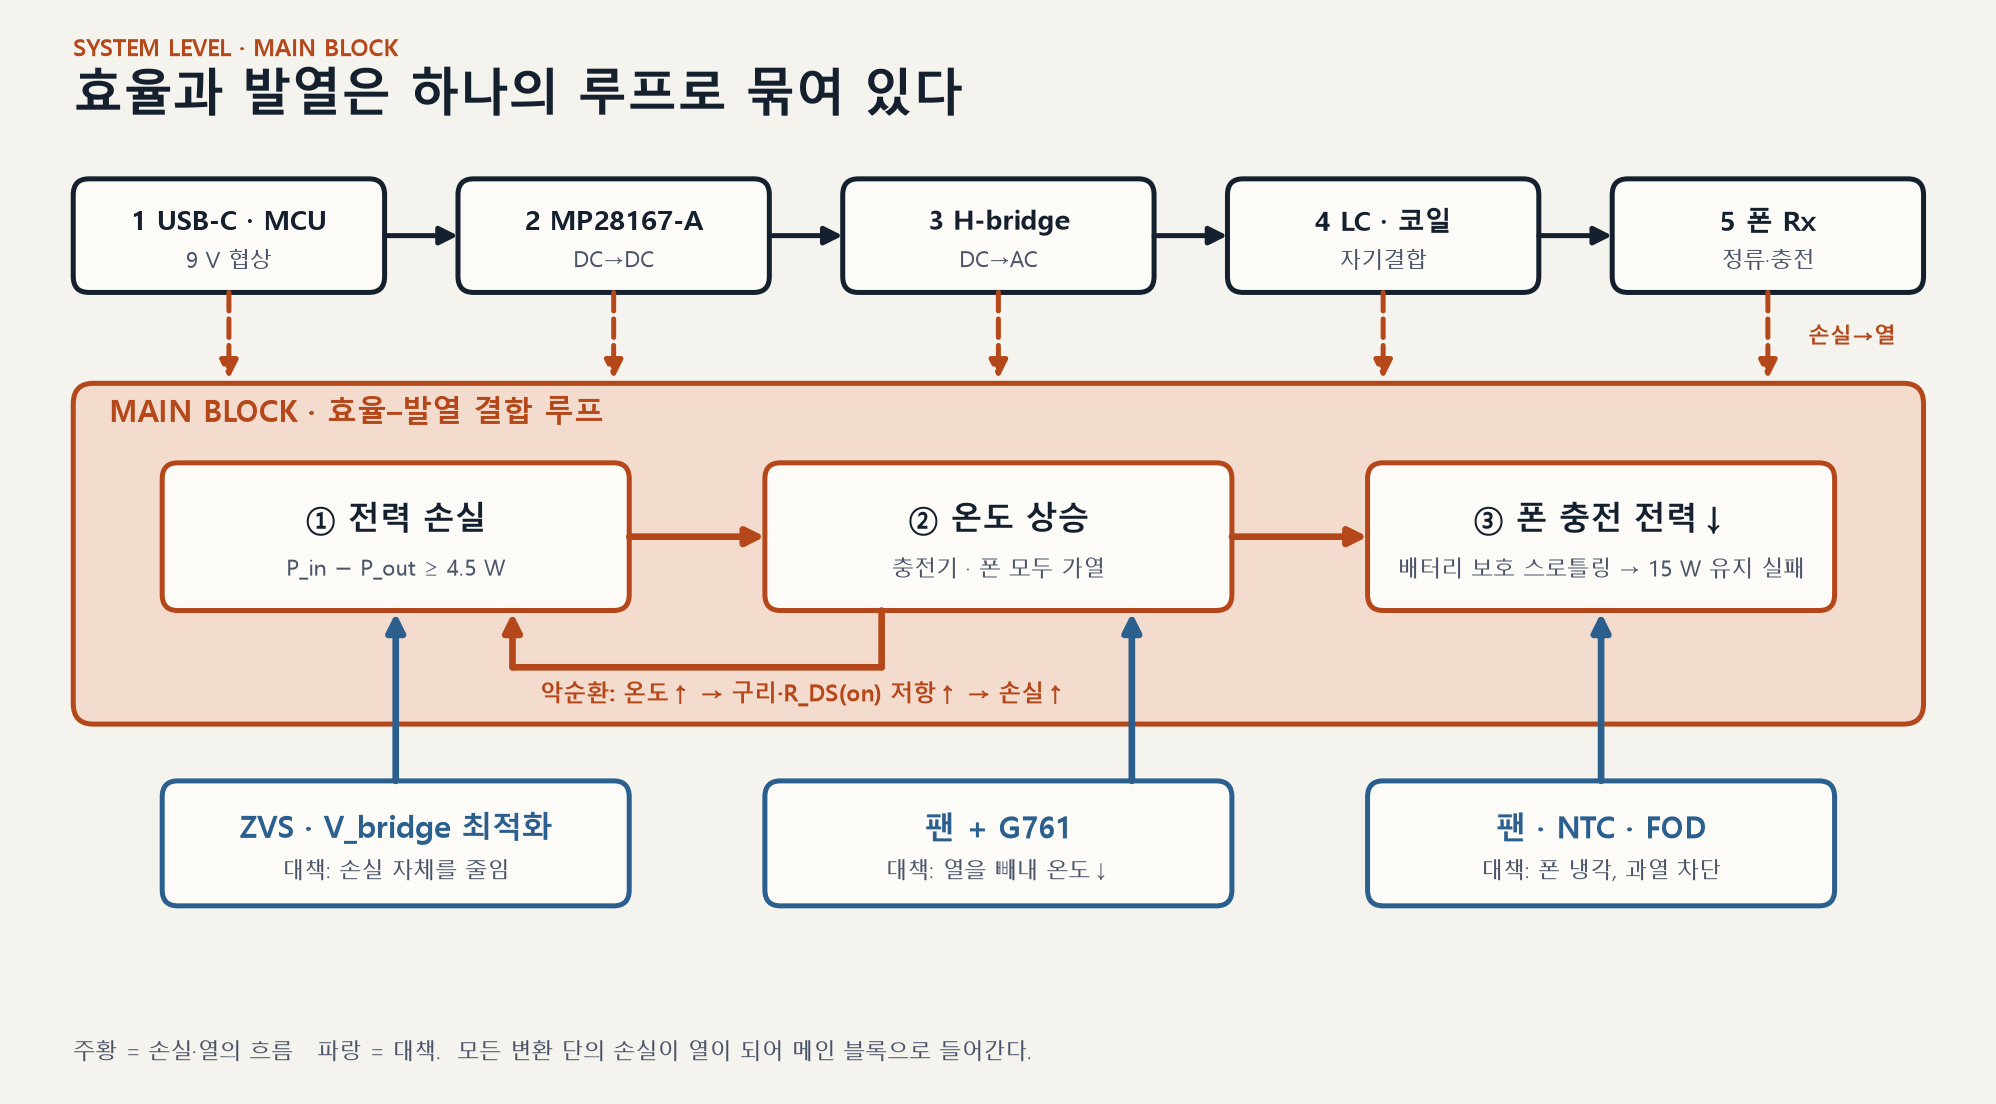 SYSTEM LEVEL · MAIN BLOCK
효율과 발열은 하나의 루프로 묶여 있다
1 USB-C · MCU
9 V 협상
2 MP28167-A
DC→DC
3 H-bridge
DC→AC
4 LC · 코일
자기결합
5 폰 Rx
정류·충전
손실→열
MAIN BLOCK · 효율–발열 결합 루프
① 전력 손실
P_in − P_out ≥ 4.5 W
② 온도 상승
충전기 · 폰 모두 가열
③ 폰 충전 전력↓
배터리 보호 스로틀링 → 15 W 유지 실패
악순환: 온도↑ → 구리·R_DS(on) 저항↑ → 손실↑
ZVS · V_bridge 최적화
대책: 손실 자체를 줄임
팬 + G761
대책: 열을 빼내 온도↓
팬 · NTC · FOD
대책: 폰 냉각, 과열 차단
주황 = 손실·열의 흐름 파랑 = 대책. 모든 변환 단의 손실이 열이 되어 메인 블록으로 들어간다.